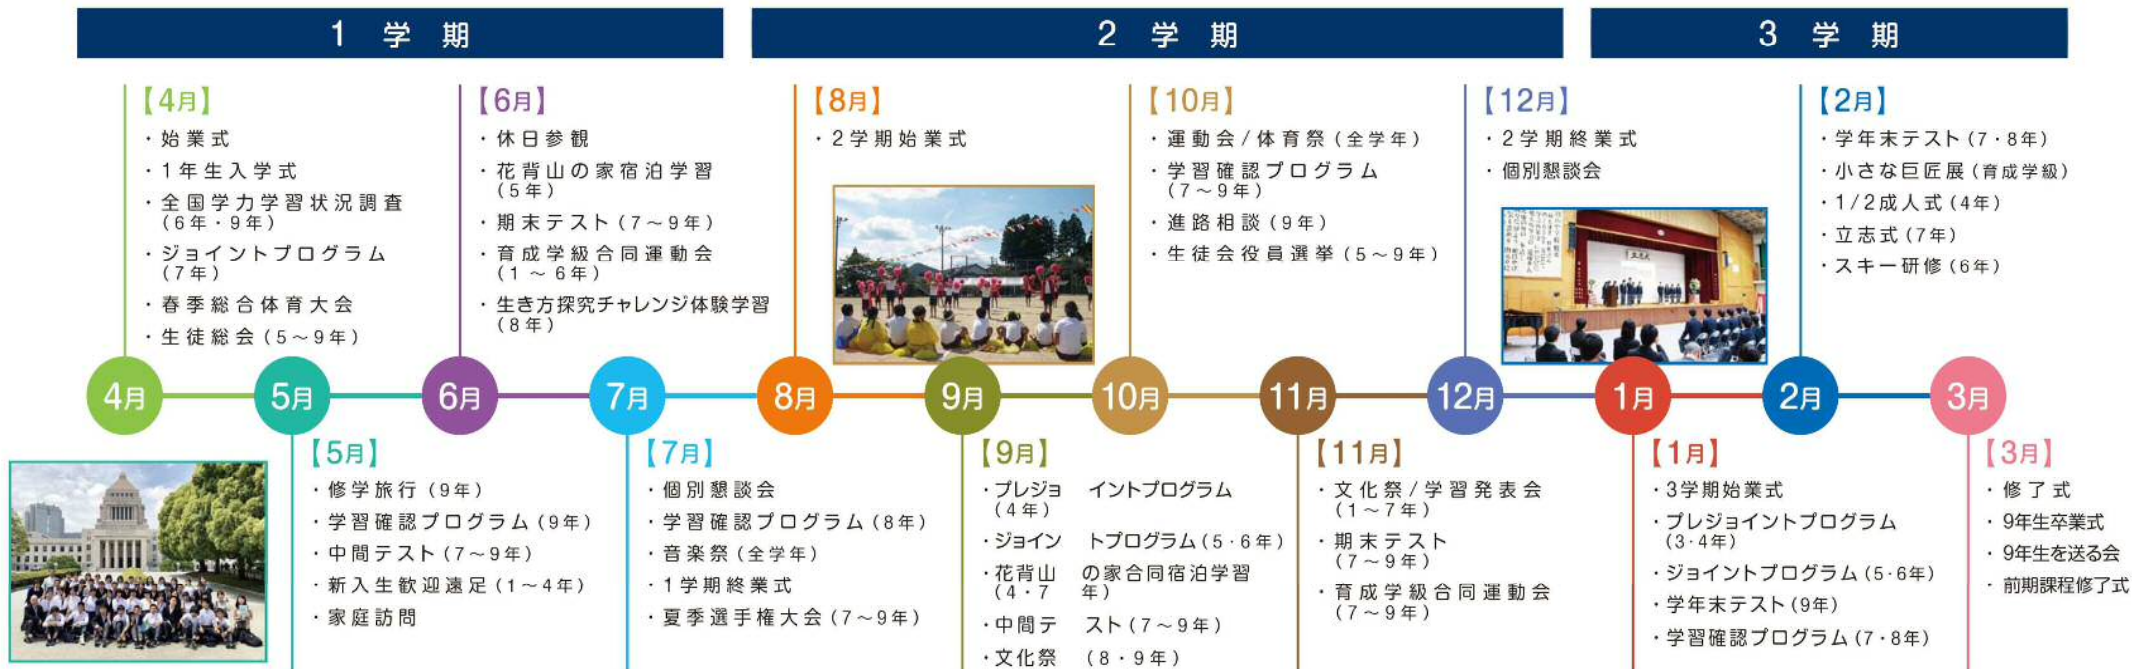 1 学 期
2 学 期
3 学 期
【4月】
・始業式
・1年生入学式
・全国学力学習状況調査
(6年・9年)
・ジョイントプログラム
(7年)
・春季総合体育大会
・生徒総会(5～9年)
【6月】
・休日参観
・花背山の家宿泊学習
(5年)
・期末テスト(7～9年)
・育成学級合同運動会
(1～6年)
・生き方探究チャレンジ体験学習
(8年)
【8月】
・2学期始業式
【10月】
・運動会/体育祭(全学年)
・学習確認プログラム
(7～9年)
・進路相談(9年)
・生徒会役員選挙(5～9年)
【12月】
・2学期終業式
・個別懇談会
【2月】
・学年末テスト(7・8年)
・小さな巨匠展(育成学級)
・1/2成人式(4年)
・立志式(7年)
・スキー研修(6年)
4月
5月
6月
7月
8月
9月
10月
11月
12月
1月
2月
3月
【5月】
・修学旅行(9年)
・学習確認プログラム(9年)
・中間テスト(7～9年)
・新入生歓迎遠足(1～4年)
・家庭訪問
【7月】
・個別懇談会
・学習確認プログラム(8年)
・音楽祭(全学年)
・1学期終業式
・夏季選手権大会(7～9年)
【9月】
・プレジョ イントプログラム
(4年)
・ジョイン トプログラム(5・6年)
・花背山 の家合同宿泊学習
(4・7 年)
・中間テ スト(7～9年)
・文化祭 (8・9年)
【11月】
・文化祭/学習発表会
(1～7年)
・期末テスト
(7～9年)
・育成学級合同運動会
(7～9年)
【1月】
・3学期始業式
・プレジョイントプログラム
(3・4年)
・ジョイントプログラム(5・6年)
・学年末テスト(9年)
・学習確認プログラム(7・8年)
【3月】
・修了式
・9年生卒業式
・9年生を送る会
・前期課程修了式